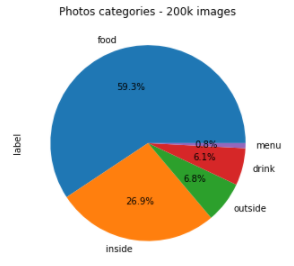 Photos categories - 200k images
food
59.3%
label
0.8%
menu
6.1%
drink
6.8%
outside
26.9%
inside